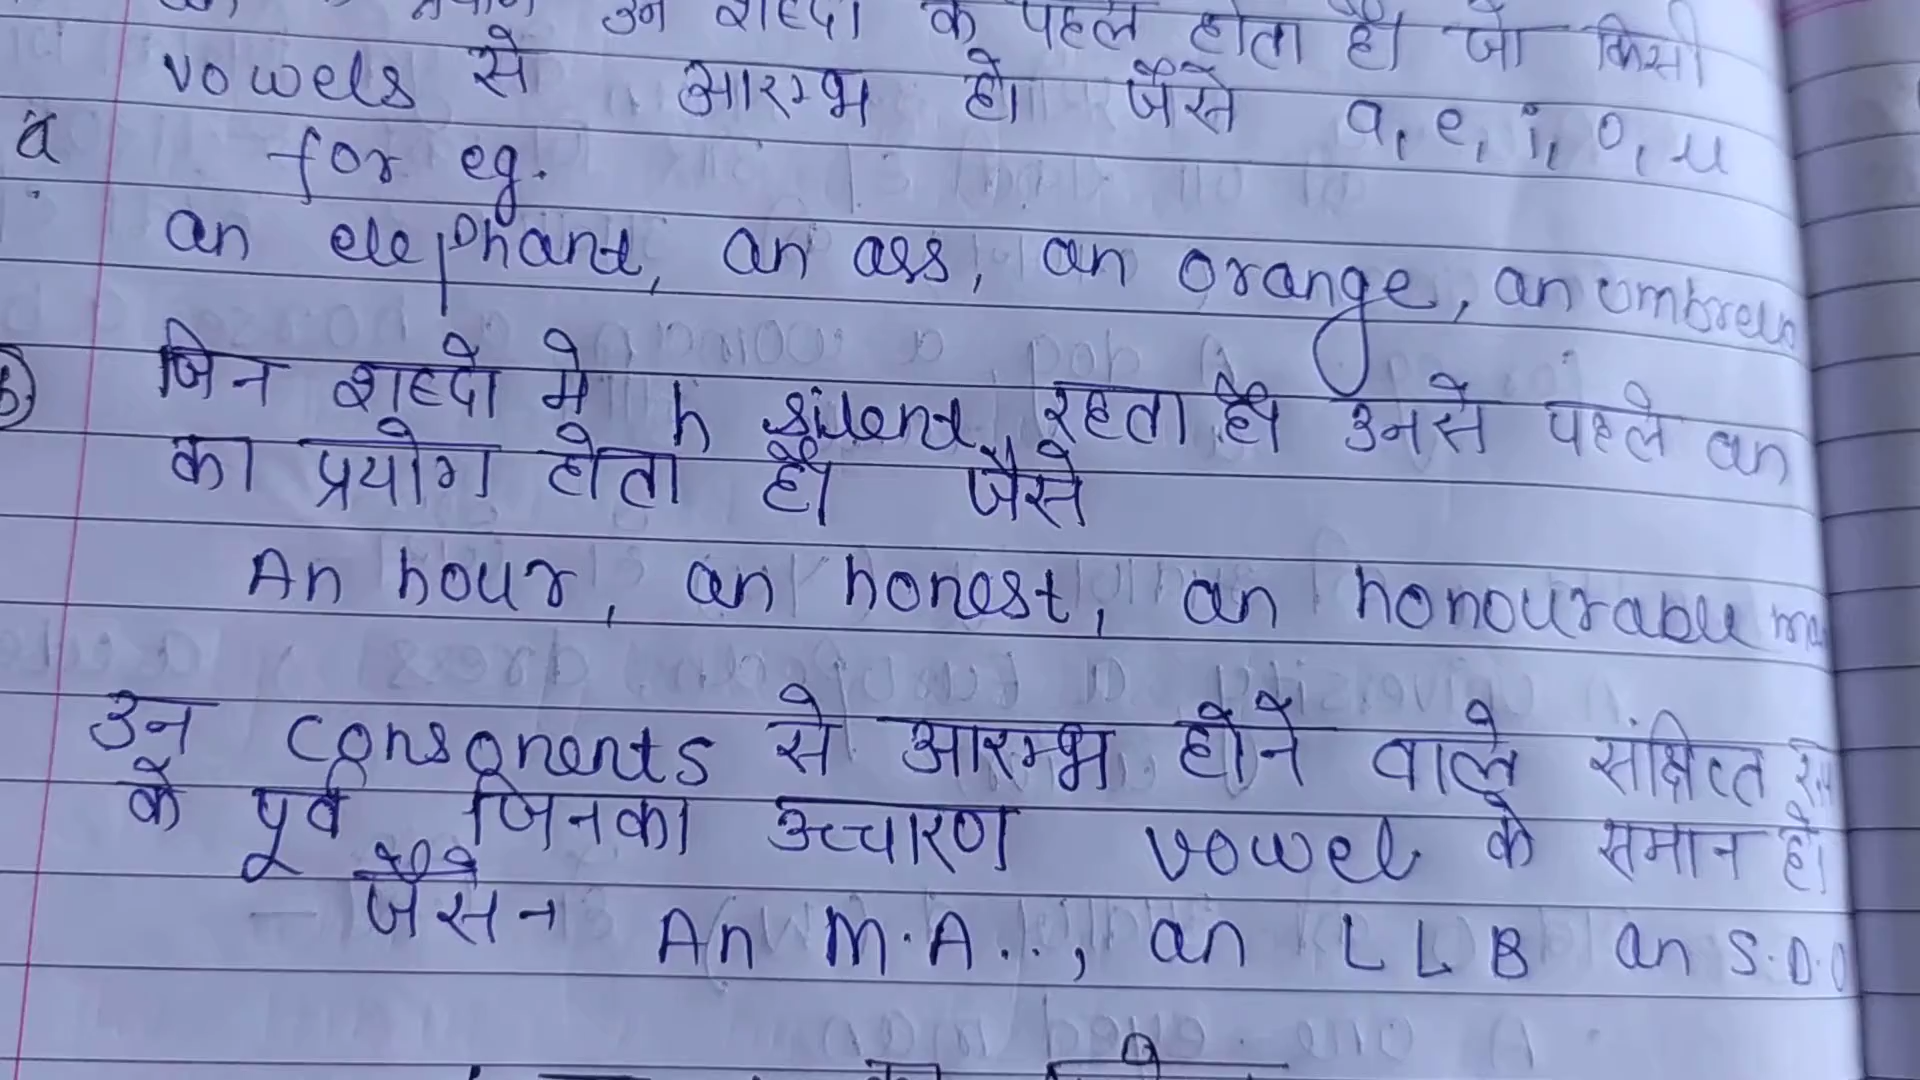 उन शब्दो के पहले होता है। जो किसी
vowels से आरम्भ हो। जैसे a, e, i, o, u
a for eg.
an elephant, an ass, an orange, an umbrella
b) जिन शब्दो मे h silent रहता है। उनसे पहले an
का प्रयोग होता है। जैसे
An hour, an honest, an honourable
उन consonents से आरम्भ होने वाले संक्षिप्त
के पूर्व जिनका उच्चारण vowel के समान हो।
जैसे → An M.A.., an L L B an S.D.O